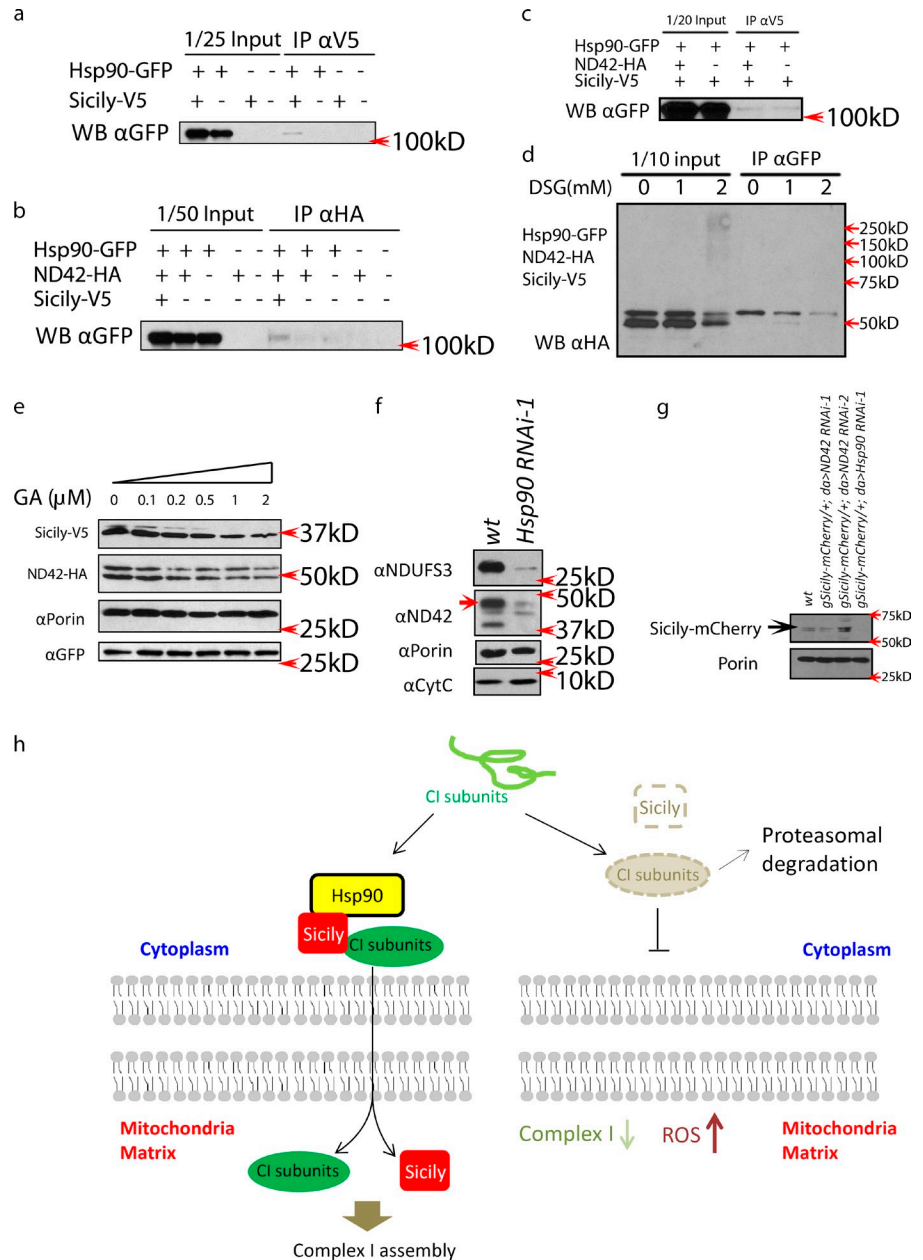 a
1/25 Input IP αV5
Hsp90-GFP + + - - + + - -
Sicily-V5 + - + - + - + -
WB αGFP 100kD
b
1/50 Input IP αHA
Hsp90-GFP + + + - - + + + - -
ND42-HA + + - + - + + - + -
Sicily-V5 + - - - - + - - - -
WB αGFP 100kD
c
1/20 Input IP αV5
Hsp90-GFP + + + +
ND42-HA + - + -
Sicily-V5 + + + +
WB αGFP 100kD
d
1/10 input IP αGFP
DSG(mM) 0 1 2 0 1 2
Hsp90-GFP
ND42-HA
Sicily-V5
WB αHA
250kD
150kD
100kD
75kD
50kD
e
GA (µM) 0 0.1 0.2 0.5 1 2
Sicily-V5 37kD
ND42-HA 50kD
αPorin 25kD
αGFP 25kD
f
wt Hsp90 RNAi-1
αNDUFS3 25kD
αND42 50kD
37kD
αPorin 25kD
αCytC 10kD
g
wt
gSicily-mCherry/+; da>ND42 RNAi-1
gSicily-mCherry/+; da>ND42 RNAi-2
gSicily-mCherry/+; da>Hsp90 RNAi-1
Sicily-mCherry 75kD
50kD
Porin 25kD
h
CI subunits
Sicily
CI subunits
Proteasomal
degradation
Hsp90
Sicily
CI subunits
Cytoplasm
Cytoplasm
Mitochondria
Matrix
CI subunits
Sicily
Complex I assembly
Complex I ROS
Mitochondria
Matrix